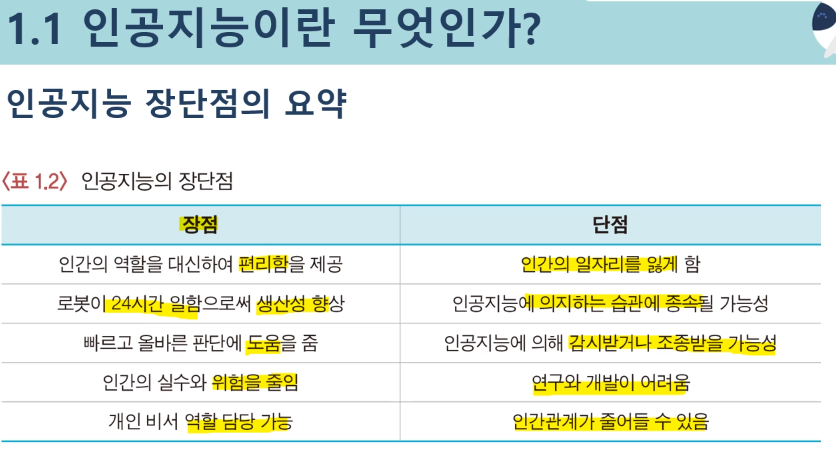 1.1 인공지능이란 무엇인가?
인공지능 장단점의 요약
〈표 1.2〉 인공지능의 장단점
장점 단점
인간의 역할을 대신하여 편리함을 제공 인간의 일자리를 잃게 함
로봇이 24시간 일함으로써 생산성 향상 인공지능에 의지하는 습관에 종속될 가능성
빠르고 올바른 판단에 도움을 줌 인공지능에 의해 감시받거나 조종받을 가능성
인간의 실수와 위험을 줄임 연구와 개발이 어려움
개인 비서 역할 담당 가능 인간관계가 줄어들 수 있음